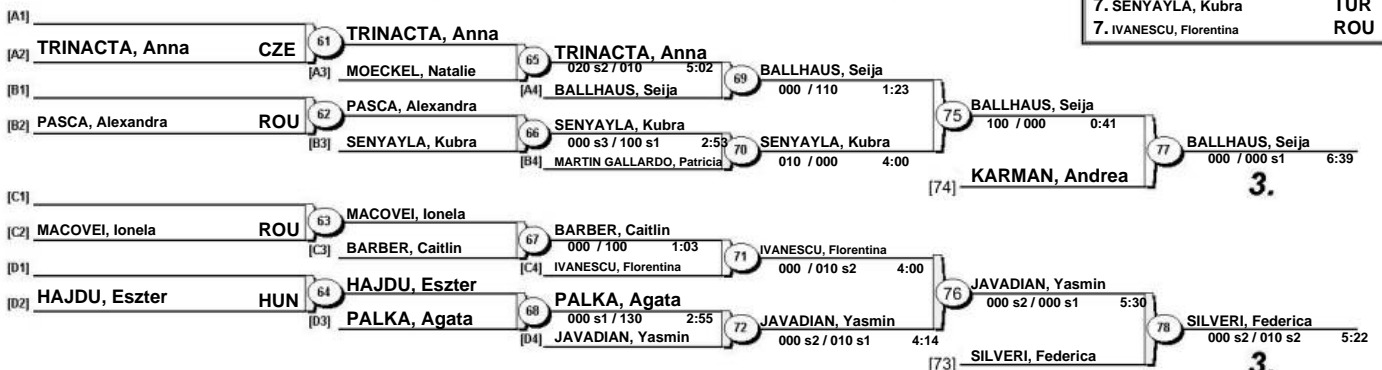 7. SENYAYLA, Kubra TUR
7. IVANESCU, Florentina ROU
[A1]
[A2] TRINACTA, Anna CZE
61
TRINACTA, Anna
[A3] MOECKEL, Natalie
65
TRINACTA, Anna
020 s2 / 010 5:02
[A4] BALLHAUS, Seija
69
BALLHAUS, Seija
000 / 110 1:23
[B1]
[B2] PASCA, Alexandra ROU
62
PASCA, Alexandra
[B3] SENYAYLA, Kubra
66
SENYAYLA, Kubra
000 s3 / 100 s1 2:53
[B4] MARTIN GALLARDO, Patricia
70
SENYAYLA, Kubra
010 / 000 4:00
75
BALLHAUS, Seija
100 / 000 0:41
[74] KARMAN, Andrea
77
BALLHAUS, Seija
000 / 000 s1 6:39
3.
[C1]
[C2] MACOVEI, Ionela ROU
63
MACOVEI, Ionela
[C3] BARBER, Caitlin
67
BARBER, Caitlin
000 / 100 1:03
[C4] IVANESCU, Florentina
71
IVANESCU, Florentina
000 / 010 s2 4:00
[D1]
[D2] HAJDU, Eszter HUN
64
HAJDU, Eszter
[D3] PALKA, Agata
68
PALKA, Agata
000 s1 / 130 2:55
[D4] JAVADIAN, Yasmin
72
JAVADIAN, Yasmin
000 s2 / 010 s1 4:14
76
JAVADIAN, Yasmin
000 s2 / 000 s1 5:30
[73] SILVERI, Federica
78
SILVERI, Federica
000 s2 / 010 s2 5:22
3.